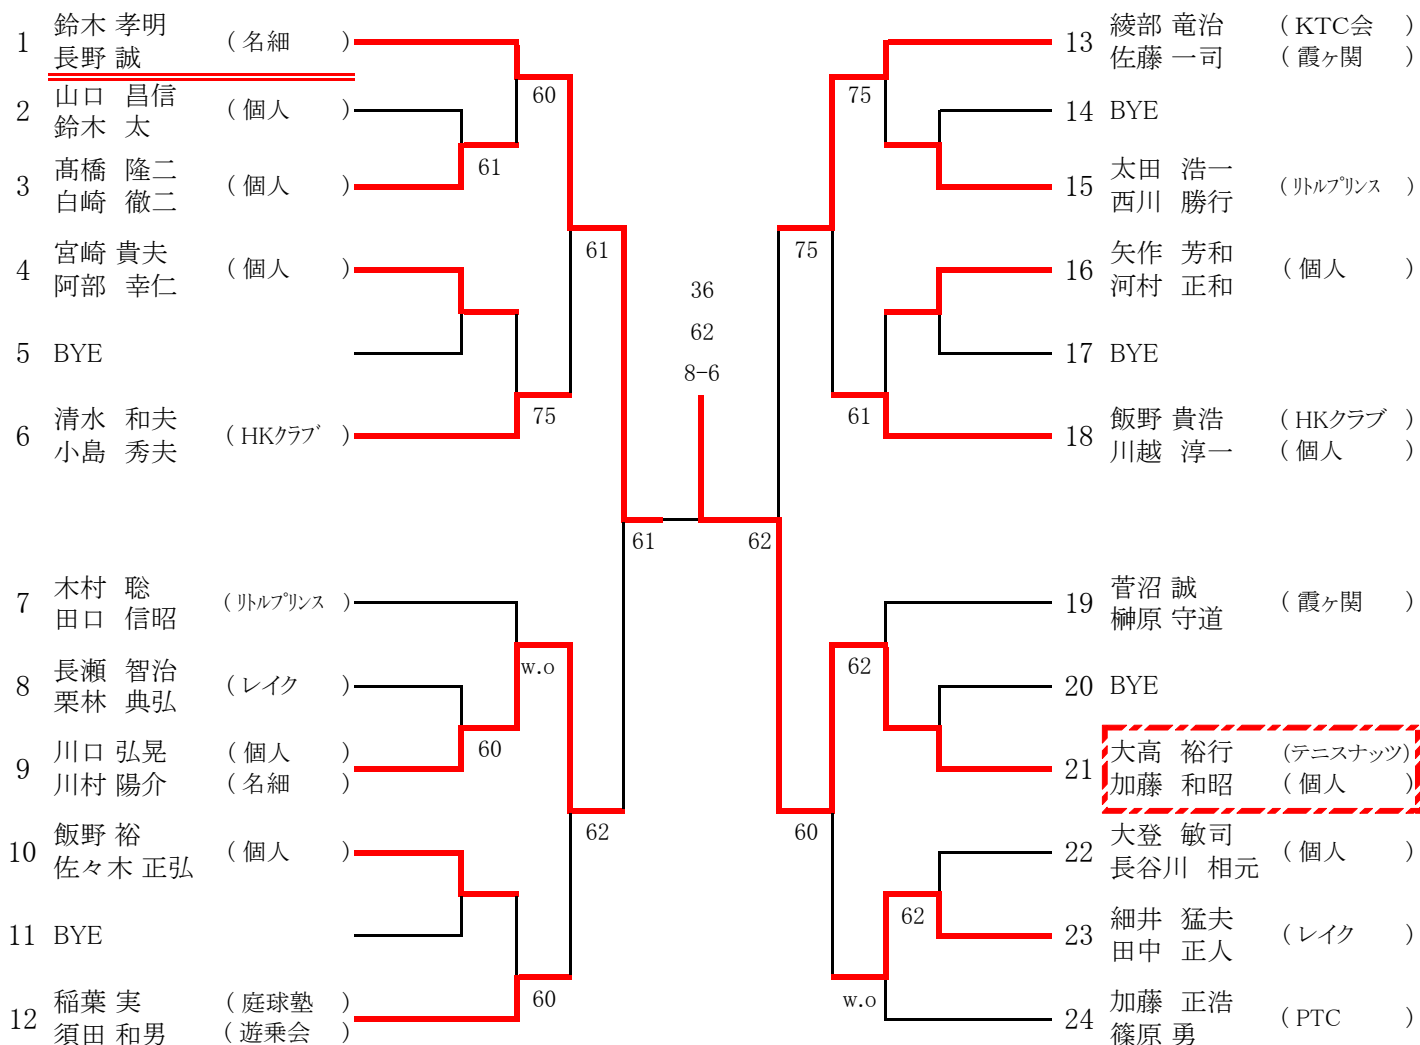 1 鈴木 孝明 (名細)
長野 誠
2 山口 昌信 (個人)
鈴木 太
3 髙橋 隆二 (個人)
白崎 徹二
4 宮崎 貴夫 (個人)
阿部 幸仁
5 BYE
6 清水 和夫 (HKクラブ)
小島 秀夫
7 木村 聡 (リトルプリンス)
田口 信昭
8 長瀬 智治 (レイク)
栗林 典弘
9 川口 弘晃 (個人)
川村 陽介 (名細)
10 飯野 裕 (個人)
佐々木 正弘
11 BYE
12 稲葉 実 (庭球塾)
須田 和男 (遊乗会)
60
61
61
75
61
w.o
60
62
60
36
62
8-6
75
75
61
62
62
60
62
w.o
13 綾部 竜治 (KTC会)
佐藤 一司 (霞ヶ関)
14 BYE
15 太田 浩一 (リトルプリンス)
西川 勝行
16 矢作 芳和 (個人)
河村 正和
17 BYE
18 飯野 貴浩 (HKクラブ)
川越 淳一 (個人)
19 菅沼 誠 (霞ヶ関)
榊原 守道
20 BYE
21 大高 裕行 (テニスナッツ)
加藤 和昭 (個人)
22 大登 敏司 (個人)
長谷川 相元
23 細井 猛夫 (レイク)
田中 正人
24 加藤 正浩 (PTC)
篠原 勇